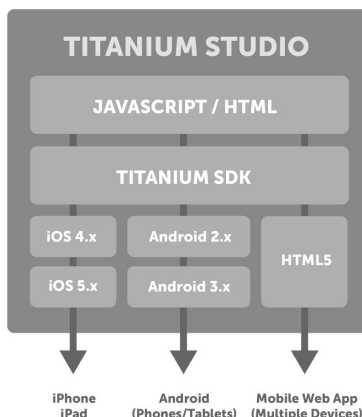 TITANIUM STUDIO
JAVASCRIPT / HTML
TITANIUM SDK
iOS 4.x
Android 2.x
HTML5
iOS 5.x
Android 3.x
iPhone
iPad
Android
(Phones/Tablets)
Mobile Web App
(Multiple Devices)